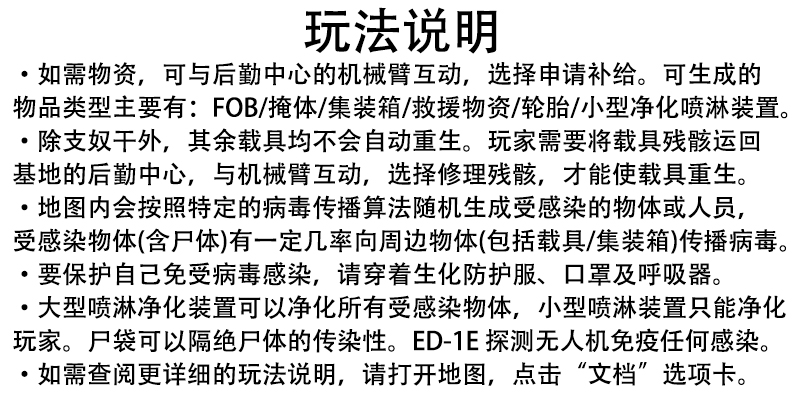 玩法说明
·如需物资，可与后勤中心的机械臂互动，选择申请补给。可生成的
物品类型主要有：FOB/掩体/集装箱/救援物资/轮胎/小型净化喷淋装置。
·除支奴干外，其余载具均不会自动重生。玩家需要将载具残骸运回
基地的后勤中心，与机械臂互动，选择修理残骸，才能使载具重生。
·地图内会按照特定的病毒传播算法随机生成受感染的物体或人员，
受感染物体(含尸体)有一定几率向周边物体(包括载具/集装箱)传播病毒。
·要保护自己免受病毒感染，请穿着生化防护服、口罩及呼吸器。
·大型喷淋净化装置可以净化所有受感染物体，小型喷淋装置只能净化
玩家。尸袋可以隔绝尸体的传染性。ED-1E 探测无人机免疫任何感染。
·如需查阅更详细的玩法说明，请打开地图，点击“文档”选项卡。